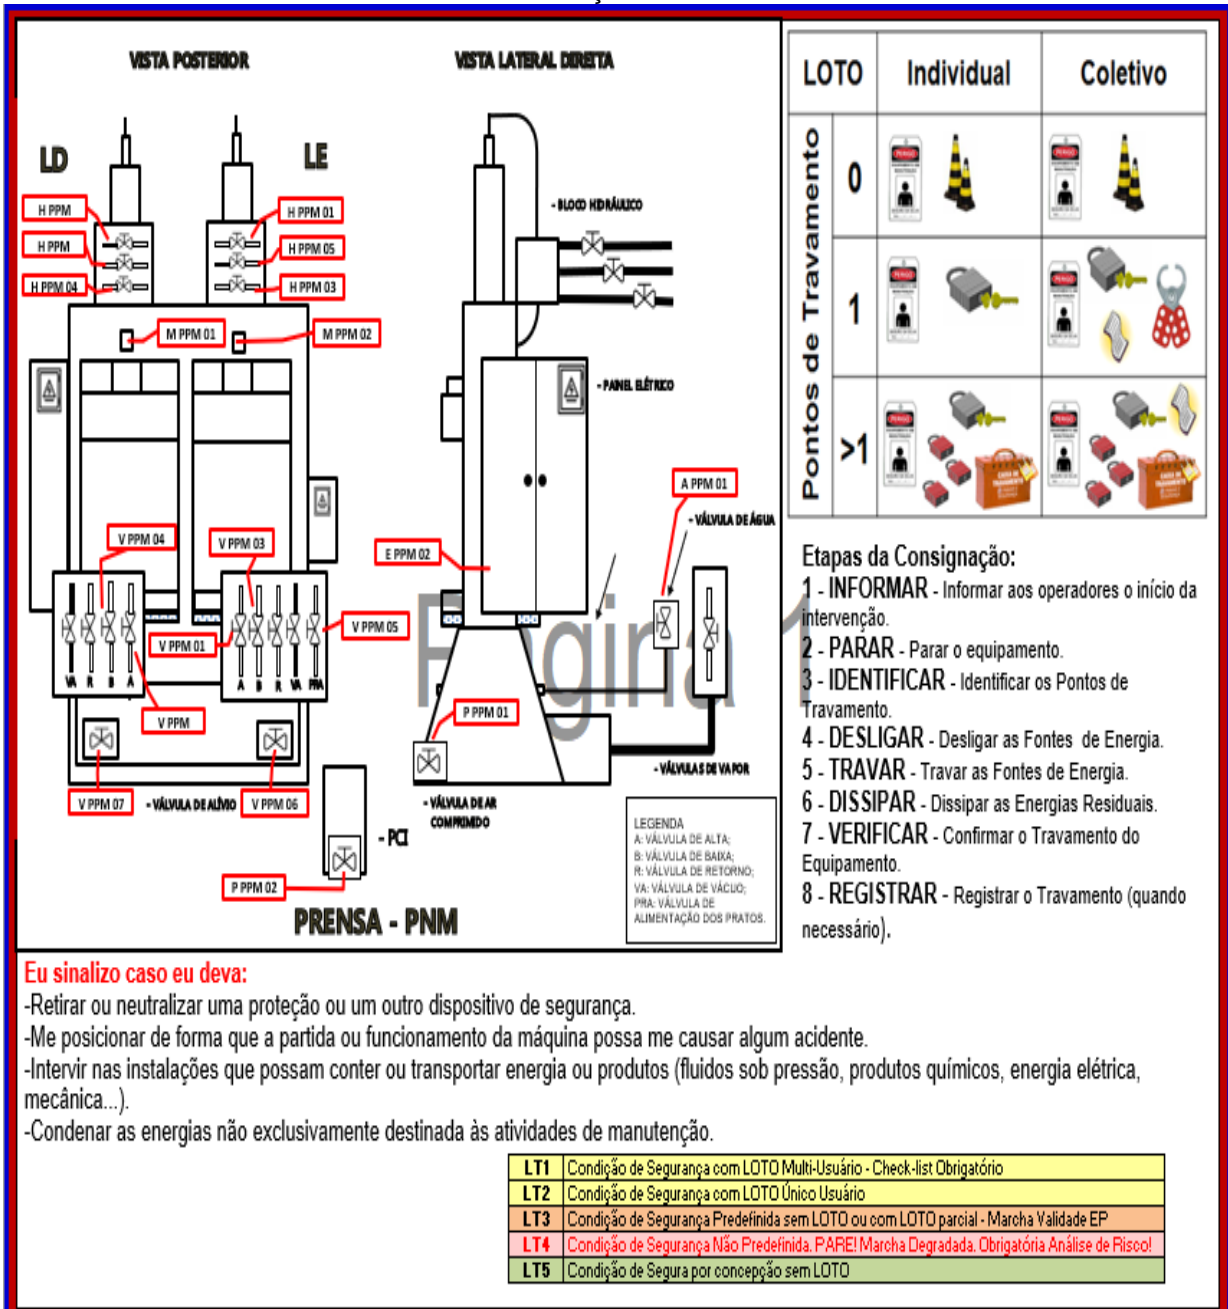 VISTA POSTERIOR
VISTA LATERAL DIREITA
LD
LE
H PPM
H PPM
H PPM 04
H PPM 01
H PPM 05
H PPM 03
M PPM 01
M PPM 02
- BLOCO HIDRÁULICO
- PAINEL ELÉTRICO
A PPM 01
- VÁLVULA DE ÁGUA
E PPM 02
V PPM 04
V PPM 03
V PPM 01
V PPM 05
VA R B A
A B R VA PRA
V PPM
P PPM 01
V PPM 07
- VÁLVULA DE ALÍVIO
V PPM 06
- VÁLVULA DE AR
COMPRIMIDO
- VÁLVULAS DE VAPOR
- PCI
P PPM 02
PRENSA - PNM
Página 1
LEGENDA
A: VÁLVULA DE ALTA;
B: VÁLVULA DE BAIXA;
R: VÁLVULA DE RETORNO;
VA: VÁLVULA DE VÁCUO;
PRA: VÁLVULA DE
ALIMENTAÇÃO DOS PRATOS.
LOTO Individual Coletivo
Pontos de Travamento
0
PERIGO
PERIGO
1
PERIGO
PERIGO
>1
PERIGO
PERIGO
Etapas da Consignação:
1 - INFORMAR - Informar aos operadores o início da
intervenção.
2 - PARAR - Parar o equipamento.
3 - IDENTIFICAR - Identificar os Pontos de
Travamento.
4 - DESLIGAR - Desligar as Fontes de Energia.
5 - TRAVAR - Travar as Fontes de Energia.
6 - DISSIPAR - Dissipar as Energias Residuais.
7 - VERIFICAR - Confirmar o Travamento do
Equipamento.
8 - REGISTRAR - Registrar o Travamento (quando
necessário).
Eu sinalizo caso eu deva:
-Retirar ou neutralizar uma proteção ou um outro dispositivo de segurança.
-Me posicionar de forma que a partida ou funcionamento da máquina possa me causar algum acidente.
-Intervir nas instalações que possam conter ou transportar energia ou produtos (fluidos sob pressão, produtos químicos, energia elétrica,
mecânica...).
-Condenar as energias não exclusivamente destinada às atividades de manutenção.
LT1 Condição de Segurança com LOTO Multi-Usuário - Check-list Obrigatório
LT2 Condição de Segurança com LOTO Único Usuário
LT3 Condição de Segurança Predefinida sem LOTO ou com LOTO parcial - Marcha Validade EP
LT4 Condição de Segurança Não Predefinida. PARE! Marcha Degradada. Obrigatória Análise de Risco!
LT5 Condição de Segura por concepção sem LOTO